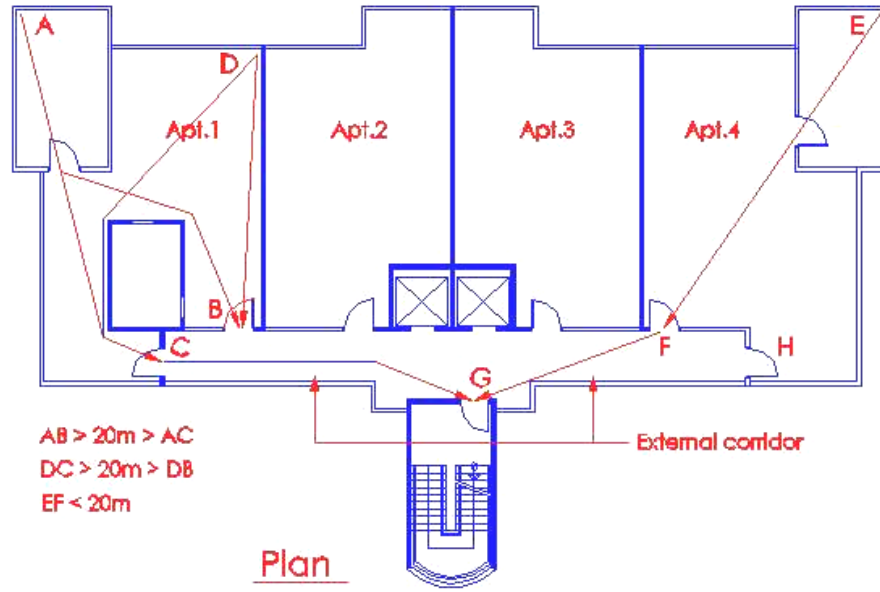 A
E
D
Apt.1
Apt.2
Apt.3
Apt.4
B
C
F
H
G
AB > 20m > AC
DC > 20m > DB
EF < 20m
External corridor
Plan